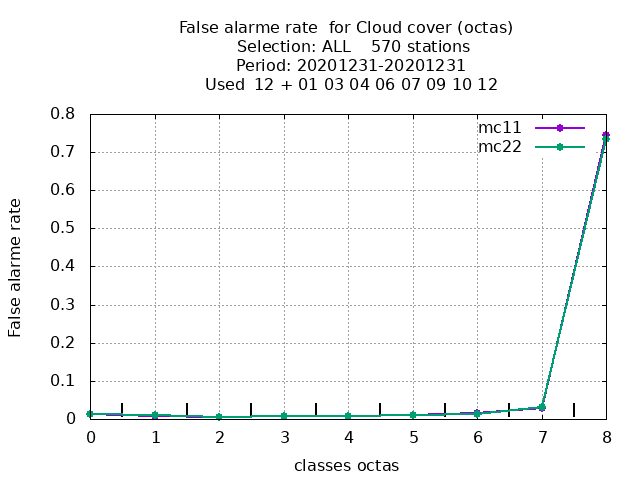 False alarme rate  for Cloud cover (octas)
Selection: ALL    570 stations
Period: 20201231-20201231
Used  12 + 01 03 04 06 07 09 10 12
mc11
mc22
0.8
0.7
0.6
0.5
0.4
0.3
0.2
0.1
0
False alarme rate
0 1 2 3 4 5 6 7 8
classes octas